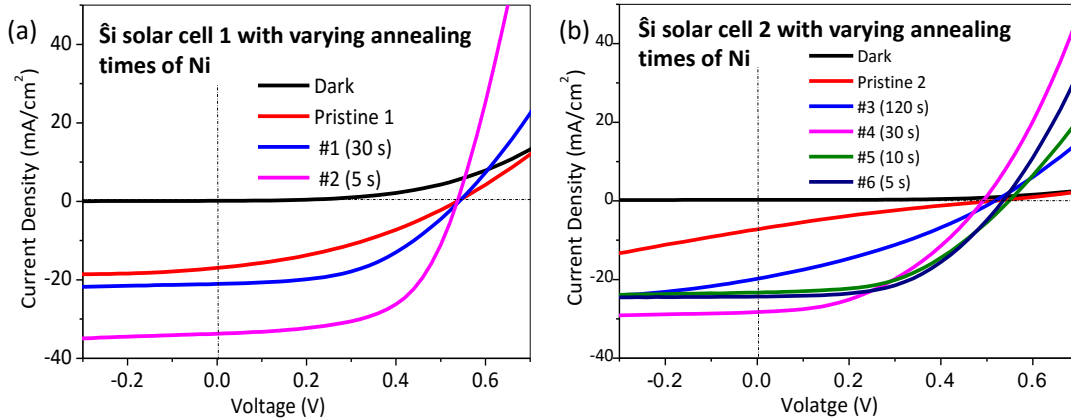 (a)
Ŝi solar cell 1 with varying annealing
times of Ni
Dark
Pristine 1
#1 (30 s)
#2 (5 s)
Current Density (mA/cm²)
40
20
0
-20
-40
-0.2
0.0
0.2
0.4
0.6
Voltage (V)
(b)
Ŝi solar cell 2 with varying annealing
times of Ni
Dark
Pristine 2
#3 (120 s)
#4 (30 s)
#5 (10 s)
#6 (5 s)
Current Density (mA/cm²)
40
20
0
-20
-40
-0.2
0.0
0.2
0.4
0.6
Volatge (V)